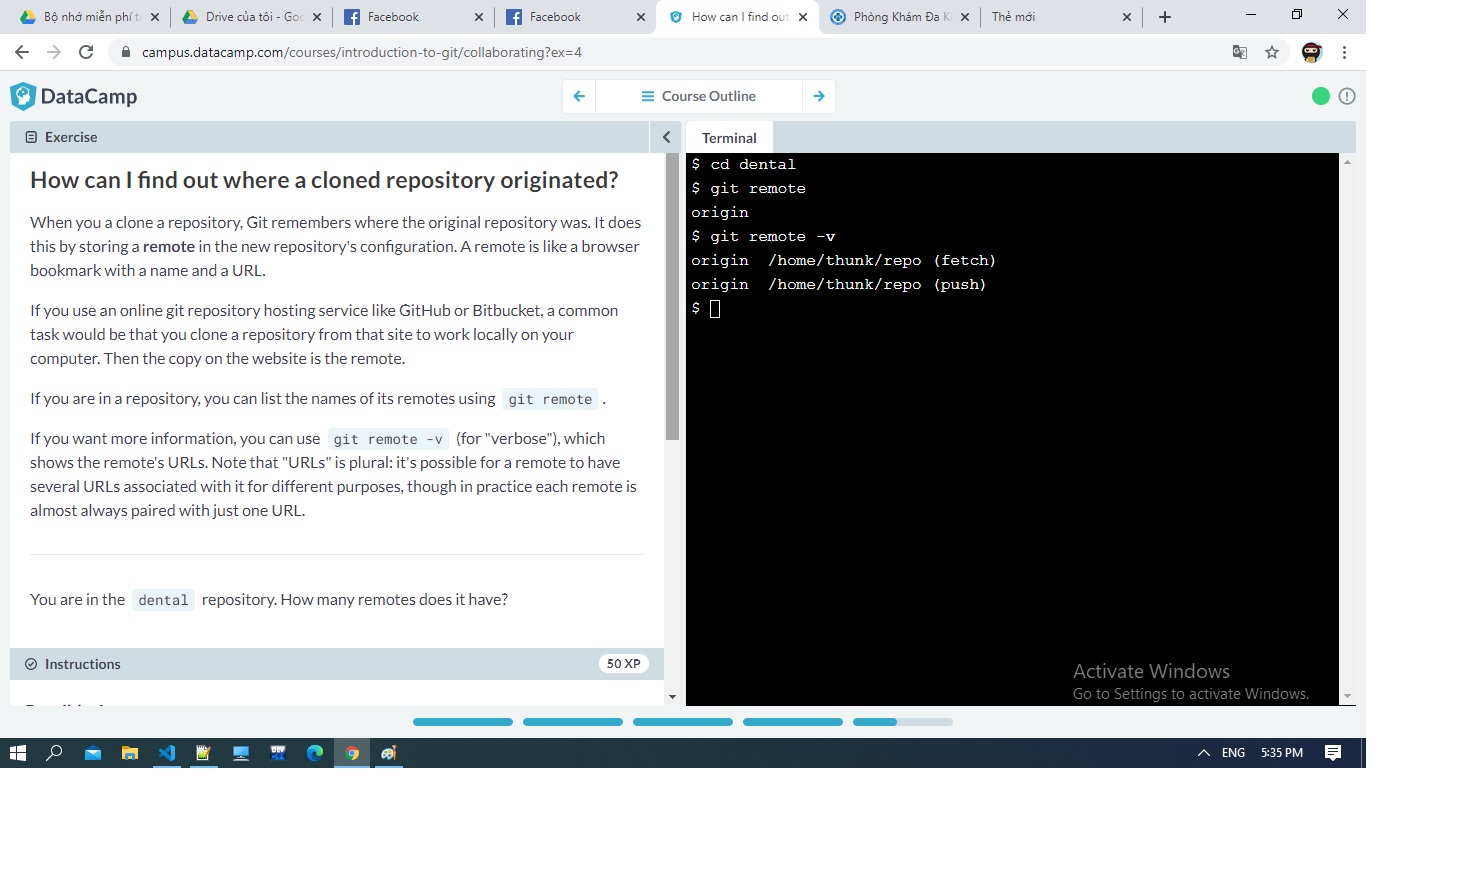 Bộ nhớ miễn phí t
Drive của tôi - Goo
Facebook
Facebook
How can I find out
Phòng Khám Đa K
Thẻ mới
campus.datacamp.com/courses/introduction-to-git/collaborating?ex=4
DataCamp
Course Outline
Exercise
How can I find out where a cloned repository originated?
When you a clone a repository, Git remembers where the original repository was. It does
this by storing a remote in the new repository's configuration. A remote is like a browser
bookmark with a name and a URL.
If you use an online git repository hosting service like GitHub or Bitbucket, a common
task would be that you clone a repository from that site to work locally on your
computer. Then the copy on the website is the remote.
If you are in a repository, you can list the names of its remotes using git remote .
If you want more information, you can use git remote -v (for "verbose"), which
shows the remote's URLs. Note that "URLs" is plural: it's possible for a remote to have
several URLs associated with it for different purposes, though in practice each remote is
almost always paired with just one URL.
You are in the dental repository. How many remotes does it have?
Instructions
50 XP
Terminal
$ cd dental
$ git remote
origin
$ git remote -v
origin /home/thunk/repo (fetch)
origin /home/thunk/repo (push)
$
Activate Windows
Go to Settings to activate Windows.
ENG
5:35 PM